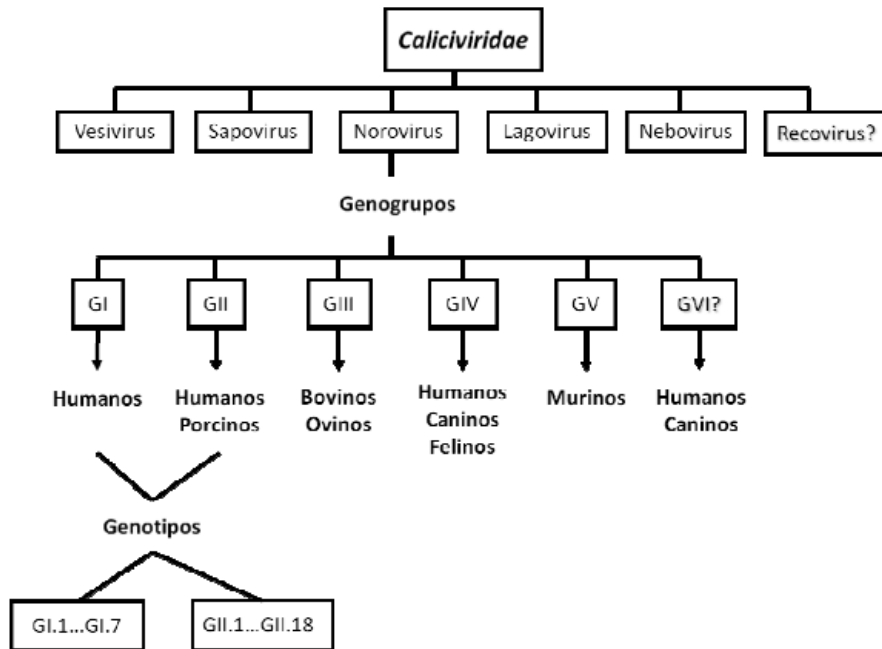 Caliciviridae
Vesivirus
Sapovirus
Norovirus
Lagovirus
Nebovirus
Recovirus?
Genogrupos
GI
GII
GIII
GIV
GV
GVI?
Humanos
Humanos
Porcinos
Bovinos
Ovinos
Humanos
Caninos
Felinos
Murinos
Humanos
Caninos
Genotipos
GI.1...GI.7
GII.1...GII.18